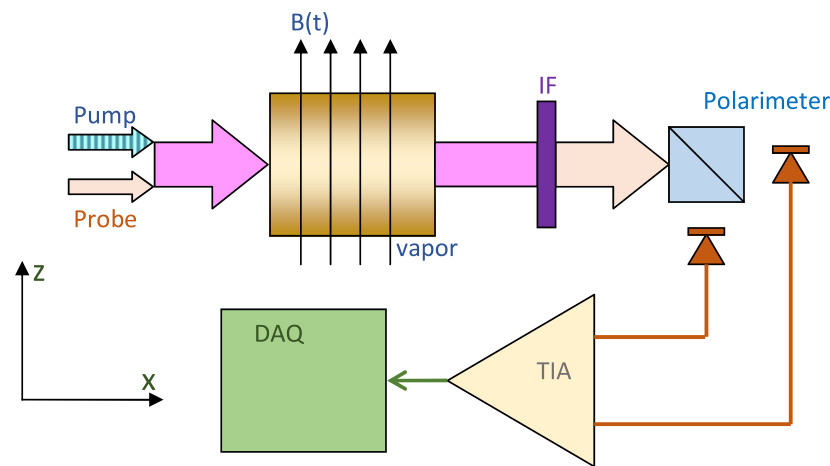 B(t)
IF
Pump
Polarimeter
Probe
vapor
z
DAQ
TIA
x